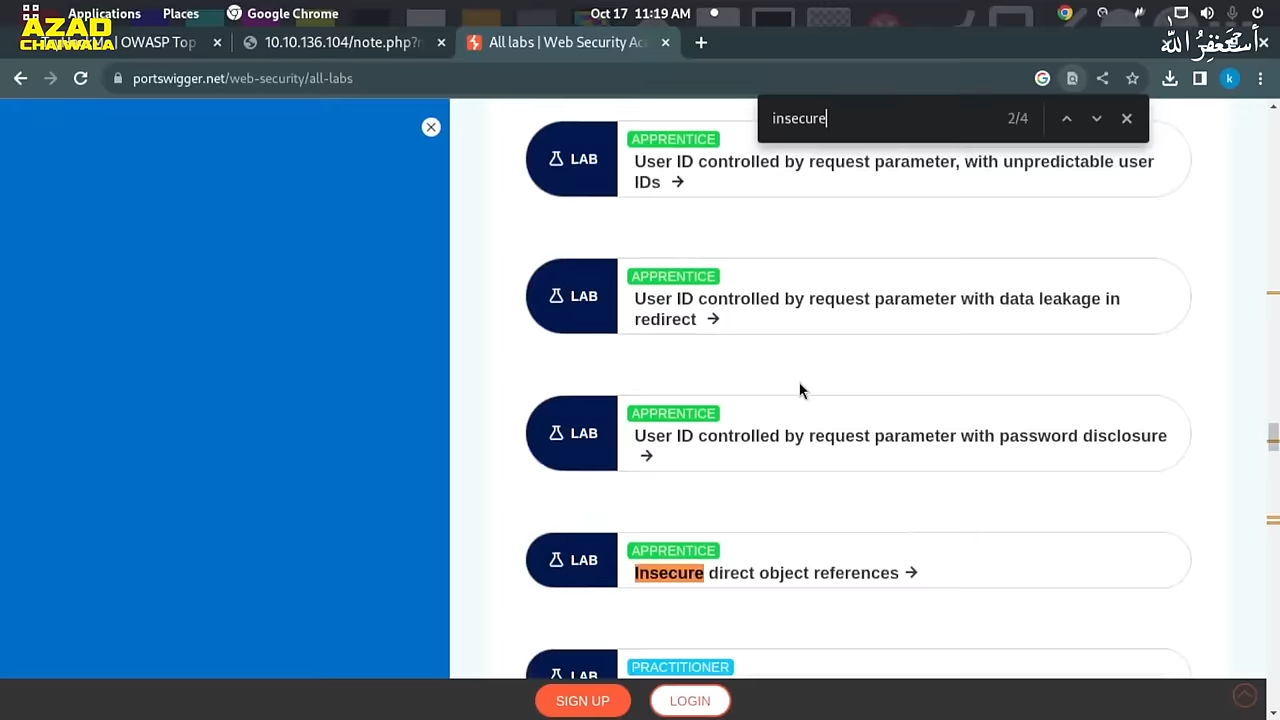 Applications Places Google Chrome Oct 17 11:19 AM
AZAD
CHAIWALA
OWASP Top
10.10.136.104/note.php?n
All labs | Web Security Ac
أستغفر الله
portswigger.net/web-security/all-labs
k
insecure 2/4
LAB
APPRENTICE
User ID controlled by request parameter, with unpredictable user
IDs →
LAB
APPRENTICE
User ID controlled by request parameter with data leakage in
redirect →
LAB
APPRENTICE
User ID controlled by request parameter with password disclosure
→
LAB
APPRENTICE
Insecure direct object references →
LAB
PRACTITIONER
SIGN UP LOGIN